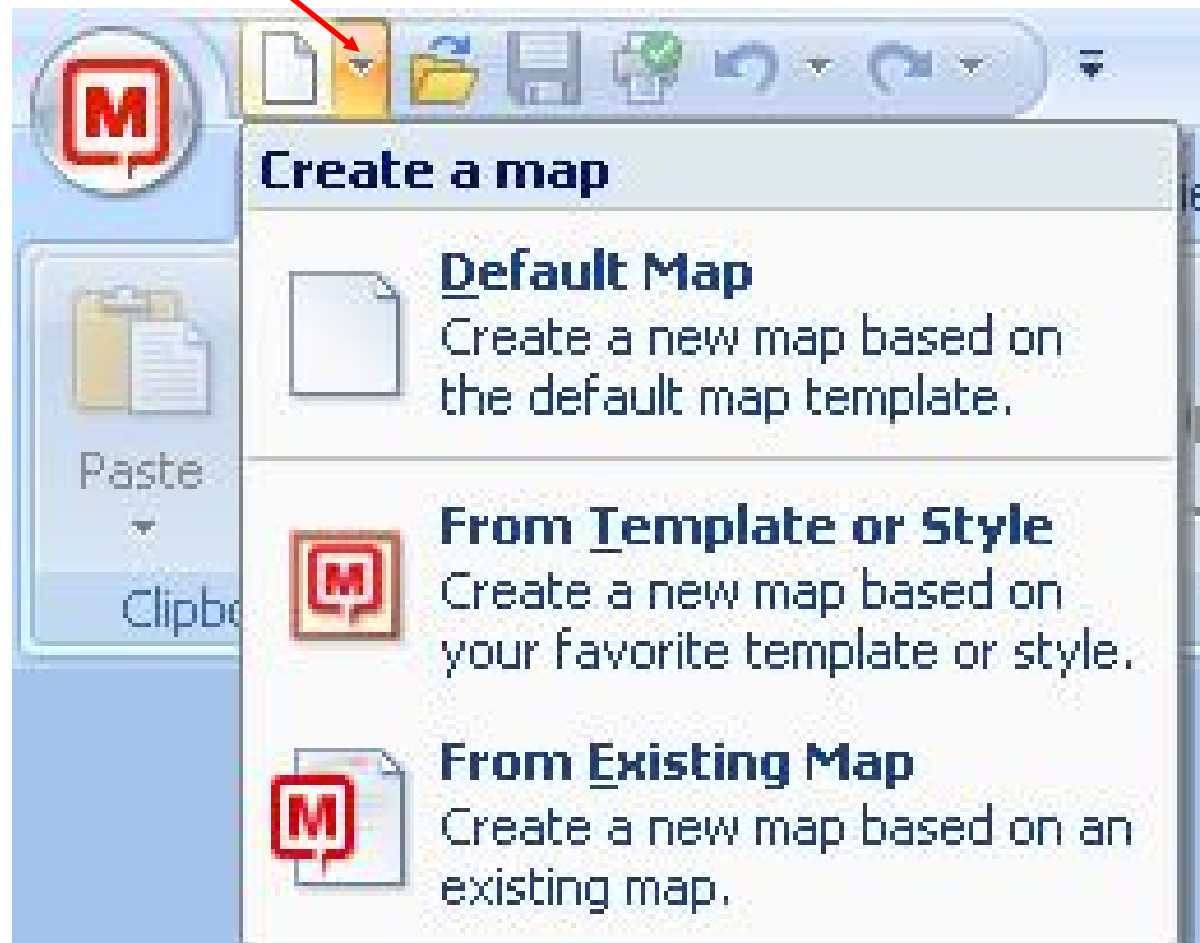 Create a map
Default Map
Create a new map based on
the default map template.
Paste
From Template or Style
Create a new map based on
your favorite template or style.
From Existing Map
Create a new map based on an
existing map.